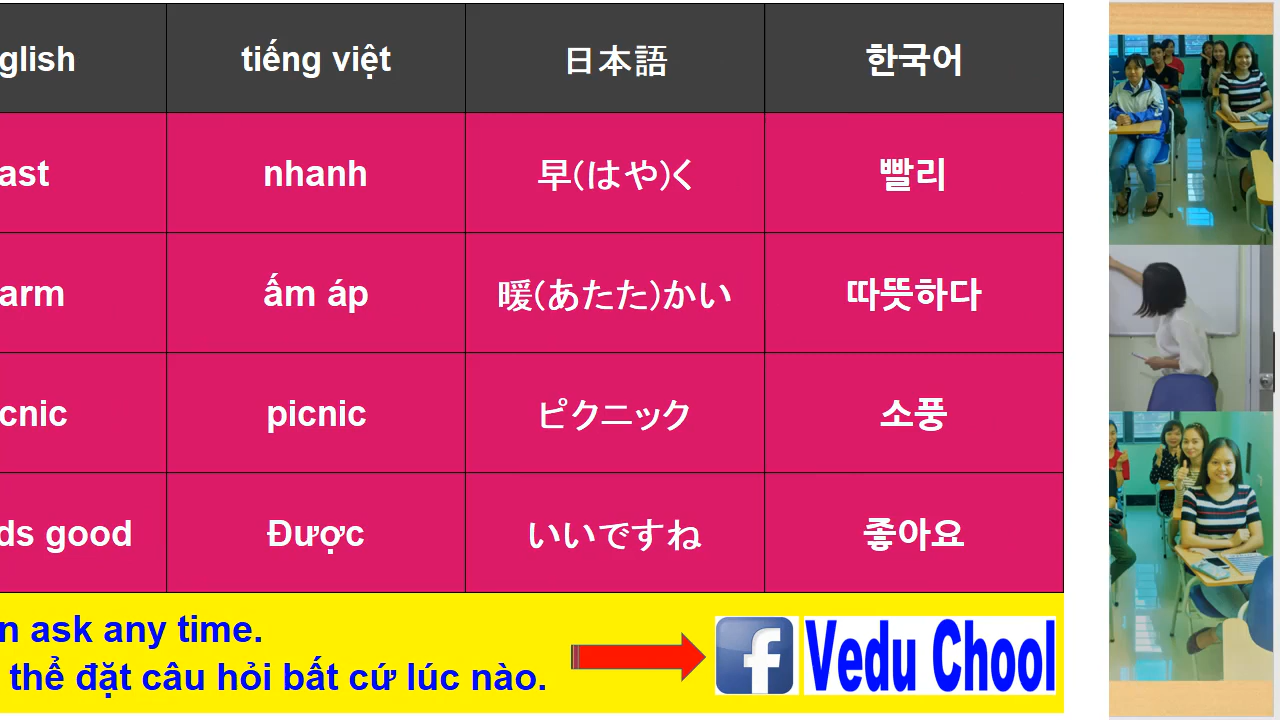 glish tiếng việt 日本語 한국어
ast nhanh 早(はや)く 빨리
arm ấm áp 暖(あたた)かい 따뜻하다
cnic picnic ピクニック 소풍
ds good Được いいですね 좋아요
n ask any time.
thể đặt câu hỏi bất cứ lúc nào.
f Vedu Chool